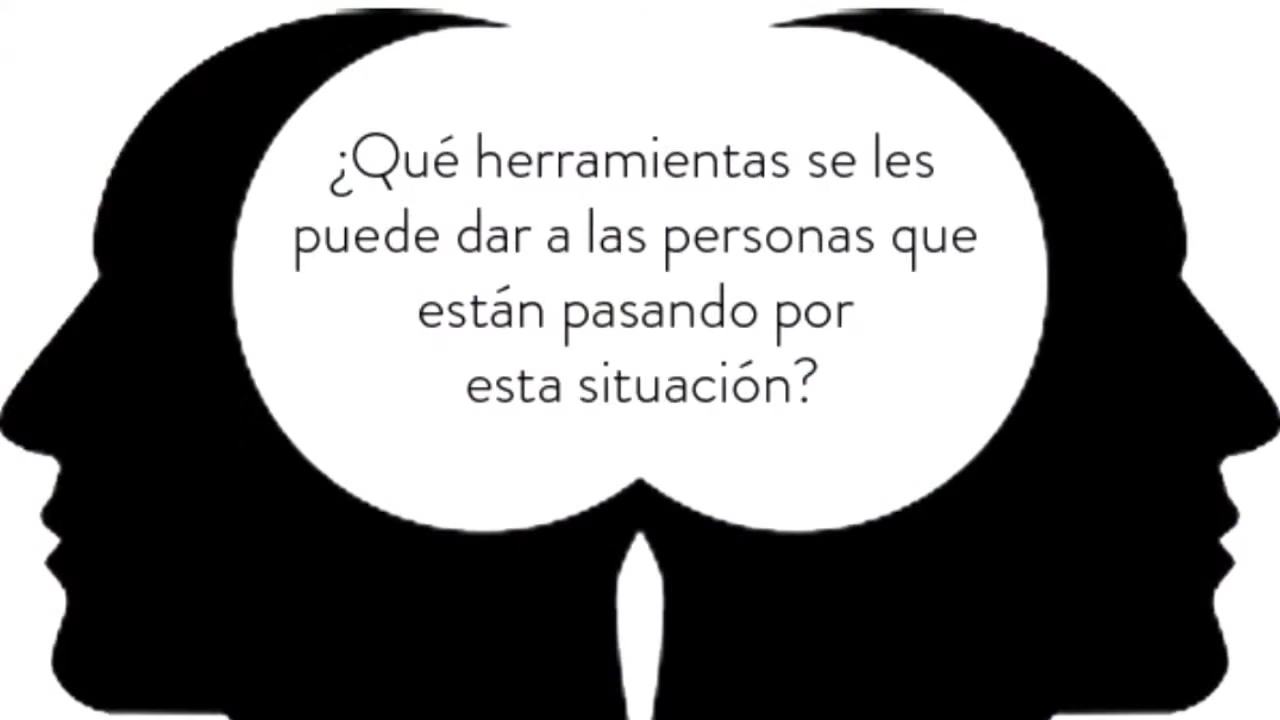 ¿Qué herramientas se les
puede dar a las personas que
están pasando por
esta situación?